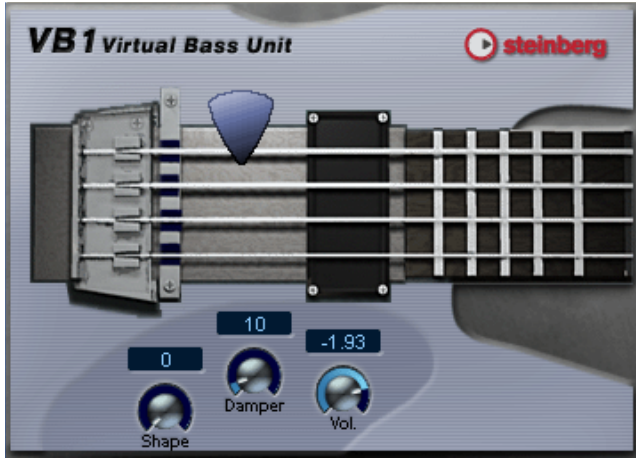 VB1 Virtual Bass Unit
steinberg
10
-1.93
0
Damper
Vol.
Shape